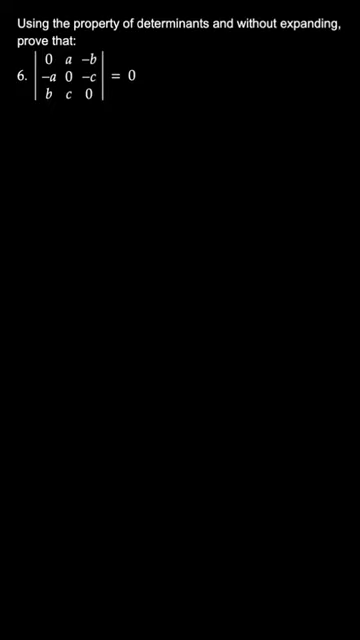 Using the property of determinants and without expanding,
prove that:
6. | 0 a –b |
| –a 0 –c | = 0
| b c 0 |